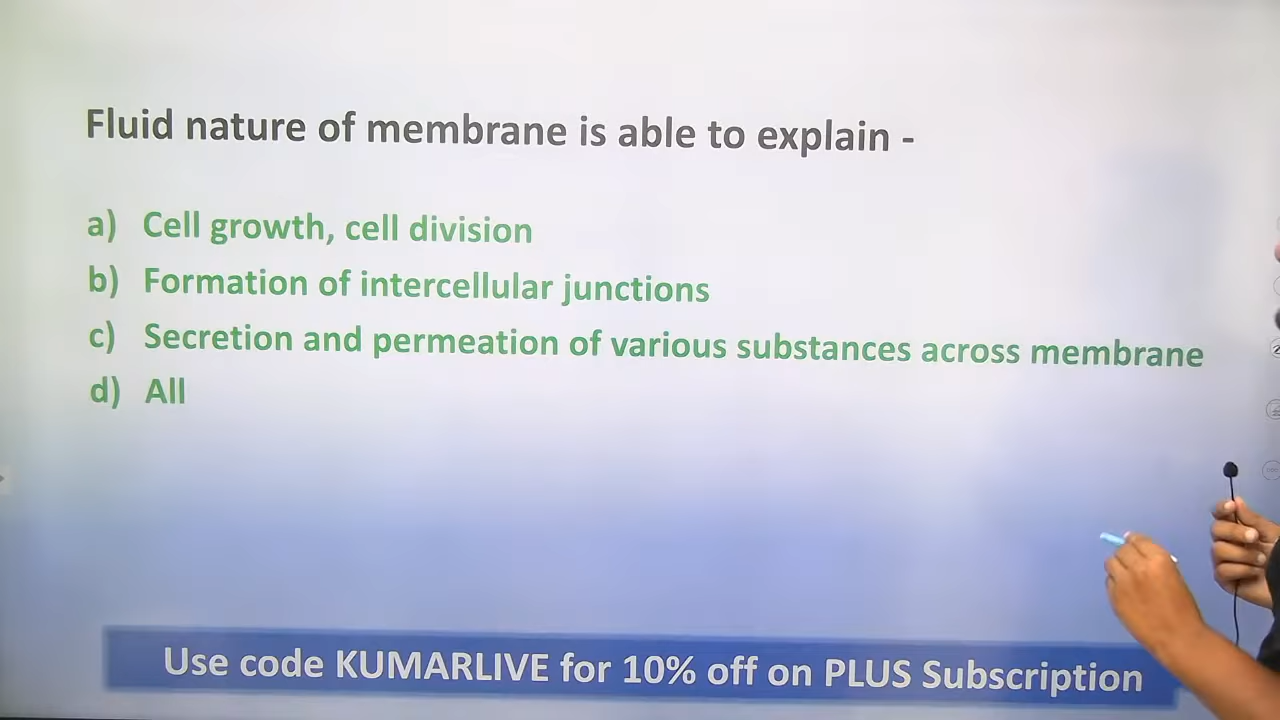 Fluid nature of membrane is able to explain -
a) Cell growth, cell division
b) Formation of intercellular junctions
c) Secretion and permeation of various substances across membrane
d) All
Use code KUMARLIVE for 10% off on PLUS Subscription